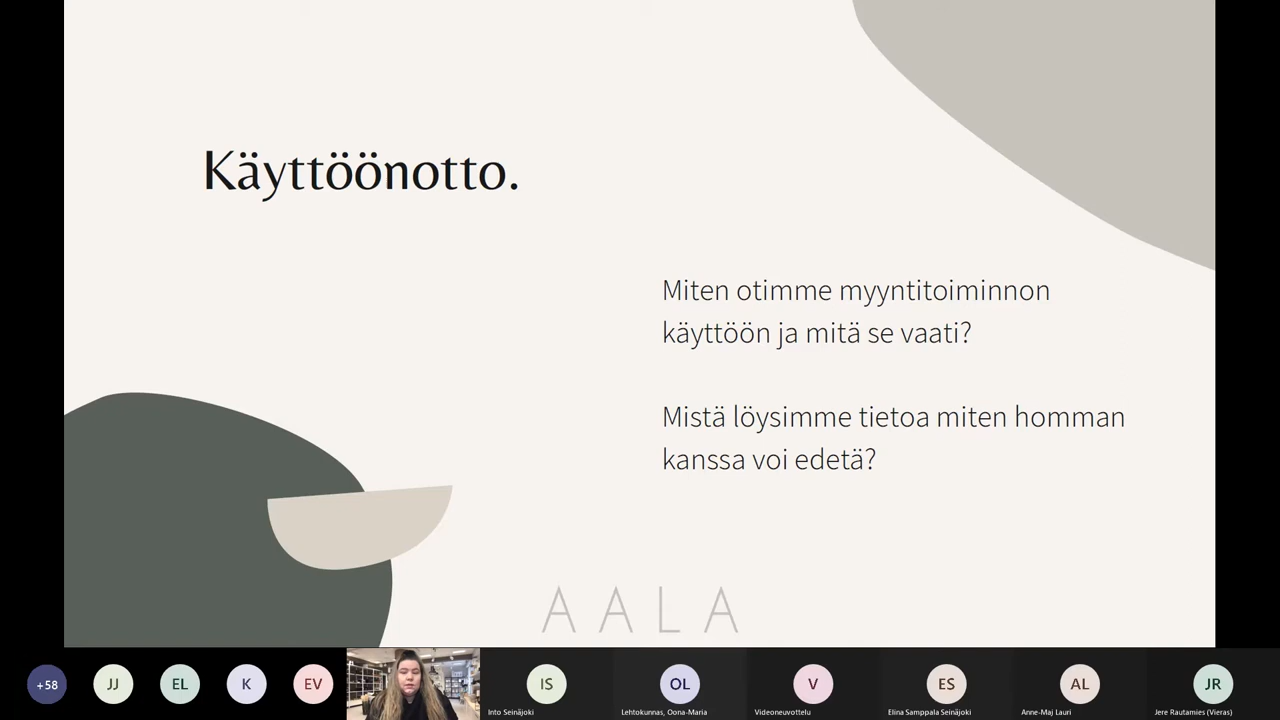 Käyttöönotto.
Miten otimme myyntitoiminnon
käyttöön ja mitä se vaati?
Mistä löysimme tietoa miten homman
kanssa voi edetä?
AALA
+58
JJ
EL
K
EV
IS
OL
V
ES
AL
JR
Into Seinäjoki
Lehtokunnas, Oona-Maria
Videoneuvottelu
Elina Samppala Seinäjoki
Anne-Maj Lauri
Jere Rautamies (Vieras)